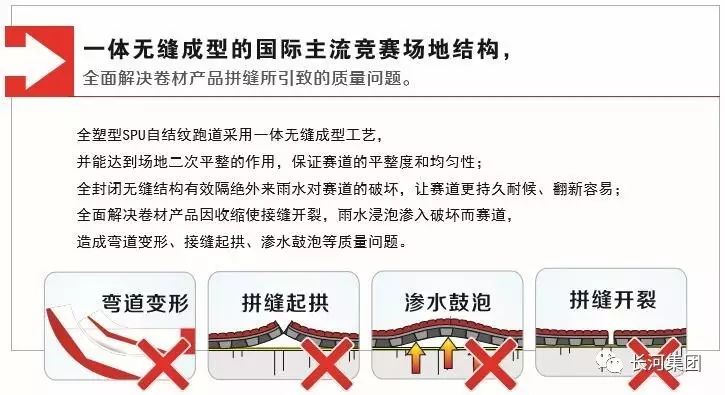 一体无缝成型的国际主流竞赛场地结构，
全面解决卷材产品拼缝所引致的质量问题。
全塑型SPU自结纹跑道采用一体无缝成型工艺，
并能达到场地二次平整的作用，保证赛道的平整度和均匀性；
全封闭无缝结构有效隔绝外来雨水对赛道的破坏，让赛道更持久耐候、翻新容易；
全面解决卷材产品因收缩使接缝开裂，雨水浸泡渗入破坏而赛道，
造成弯道变形、接缝起拱、渗水鼓泡等质量问题。
弯道变形
拼缝起拱
渗水鼓泡
拼缝开裂
长河集团